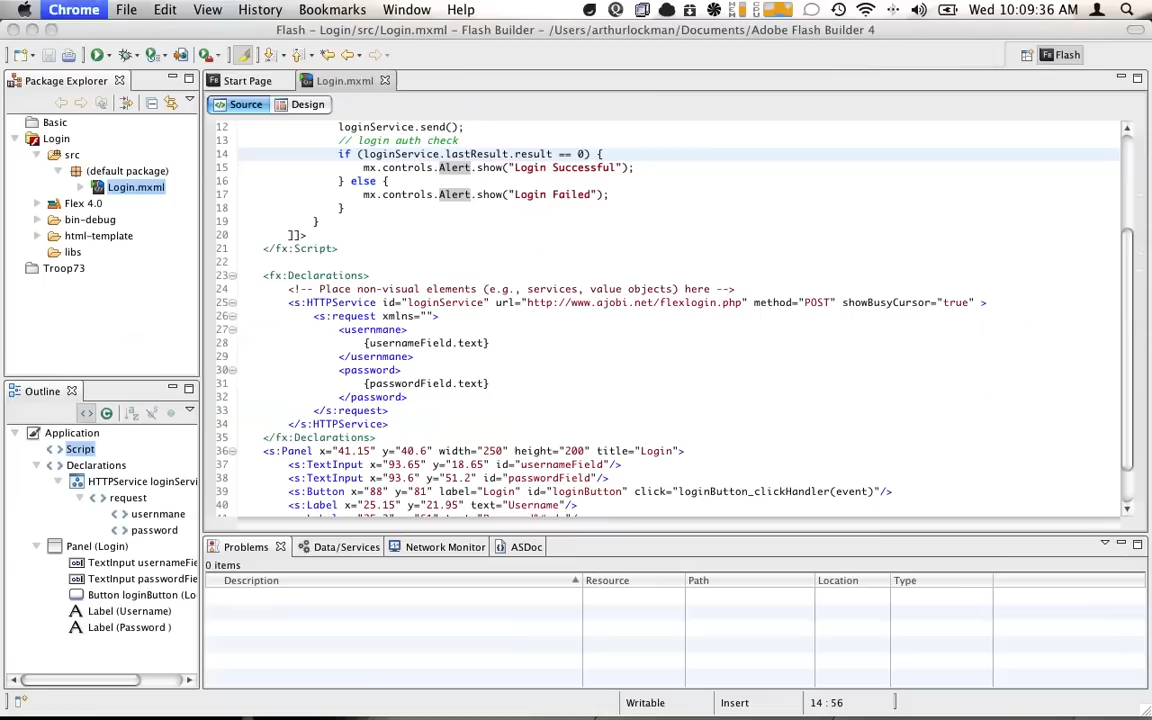 Chrome File Edit View History Bookmarks Window Help Wed 10:09:36 AM
Flash - Login/src/Login.mxml - Flash Builder - /Users/arthurlockman/Documents/Adobe Flash Builder 4
Flash
Package Explorer
Basic
Login
src
(default package)
Login.mxml
Flex 4.0
bin-debug
html-template
libs
Troop73
Start Page Login.mxml
Source Design
12 loginService.send();
13 // login auth check
14 if (loginService.lastResult.result == 0) {
15 mx.controls.Alert.show("Login Successful");
16 } else {
17 mx.controls.Alert.show("Login Failed");
18 }
19 }
20 ]]>
21 </fx:Script>
22
23 <fx:Declarations>
24 <!-- Place non-visual elements (e.g., services, value objects) here -->
25 <s:HTTPService id="loginService" url="http://www.ajobi.net/flexlogin.php" method="POST" showBusyCursor="true" >
26 <s:request xmlns="">
27 <usernmane>
28 {usernameField.text}
29 </usernmane>
30 <password>
31 {passwordField.text}
32 </password>
33 </s:request>
34 </s:HTTPService>
35 </fx:Declarations>
36 <s:Panel x="41.15" y="40.6" width="250" height="200" title="Login">
37 <s:TextInput x="93.65" y="18.65" id="usernameField"/>
38 <s:TextInput x="93.6" y="51.2" id="passwordField"/>
39 <s:Button x="88" y="81" label="Login" id="loginButton" click="loginButton_clickHandler(event)"/>
40 <s:Label x="25.15" y="21.95" text="Username"/>
Outline
Application
Script
Declarations
HTTPService loginServi
request
usernmane
password
Panel (Login)
TextInput usernameFie
TextInput passwordFie
Button loginButton (Lo
Label (Username)
Label (Password )
Problems Data/Services Network Monitor ASDoc
0 items
Description Resource Path Location Type
Writable Insert 14 : 56